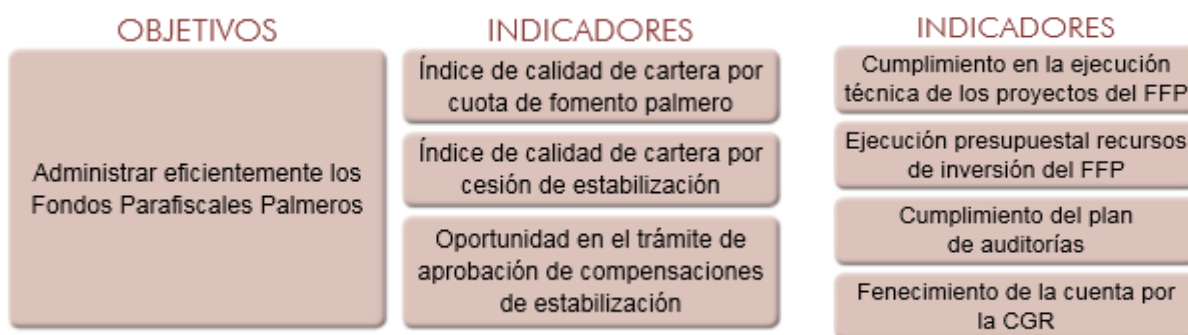 OBJETIVOS
Administrar eficientemente los
Fondos Parafiscales Palmeros
INDICADORES
Índice de calidad de cartera por
cuota de fomento palmero
Índice de calidad de cartera por
cesión de estabilización
Oportunidad en el trámite de
aprobación de compensaciones
de estabilización
INDICADORES
Cumplimiento en la ejecución
técnica de los proyectos del FFP
Ejecución presupuestal recursos
de inversión del FFP
Cumplimiento del plan
de auditorías
Fenecimiento de la cuenta por
la CGR